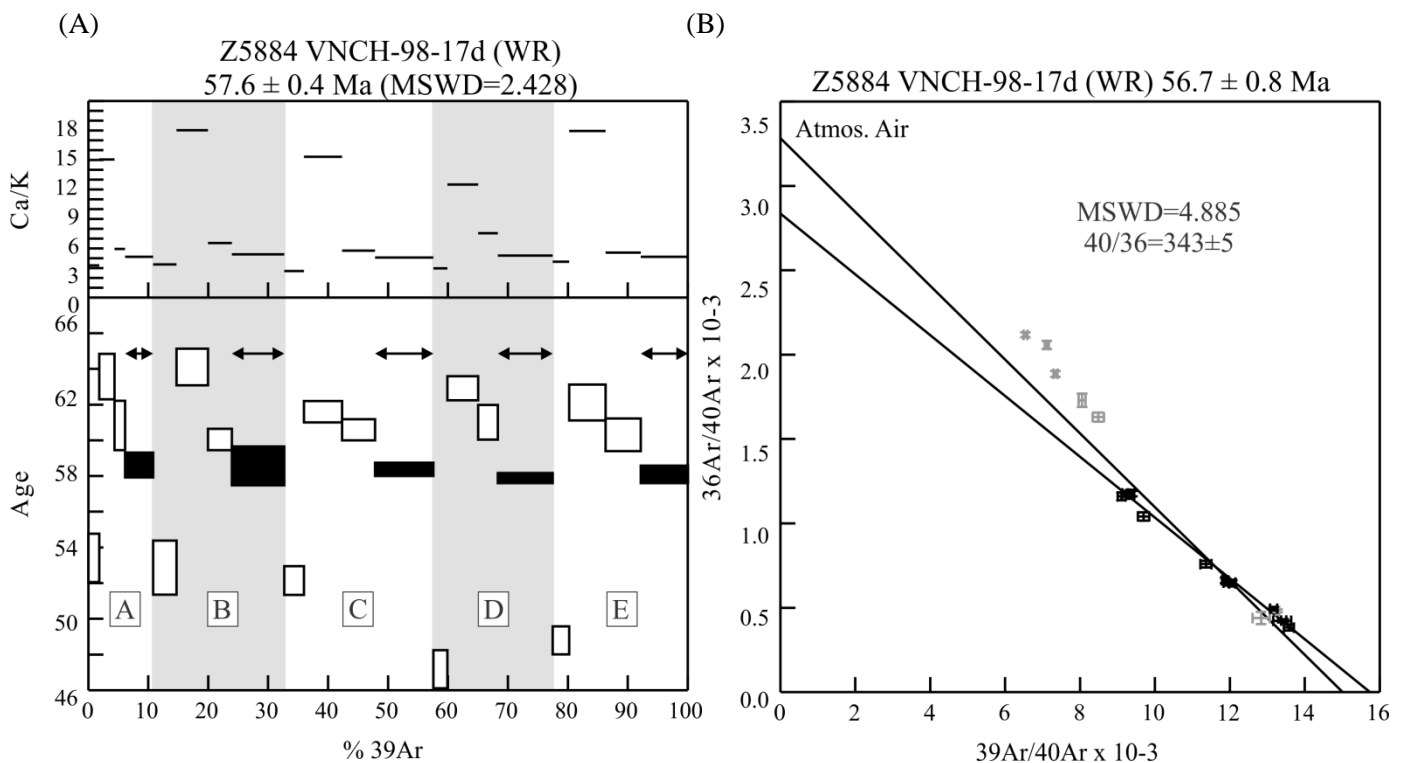 (A)
Z5884 VNCH-98-17d (WR)
57.6 ± 0.4 Ma (MSWD=2.428)
Ca/K
18
15
12
9
6
3
0
Age
66
62
58
54
50
46
A
B
C
D
E
0 10 20 30 40 50 60 70 80 90 100
% 39Ar
(B)
Z5884 VNCH-98-17d (WR) 56.7 ± 0.8 Ma
36Ar/40Ar x 10-3
3.5
3.0
2.0
1.5
1.0
0.5
0.0
Atmos. Air
MSWD=4.885
40/36=343±5
0 2 4 6 8 10 12 14 16
39Ar/40Ar x 10-3